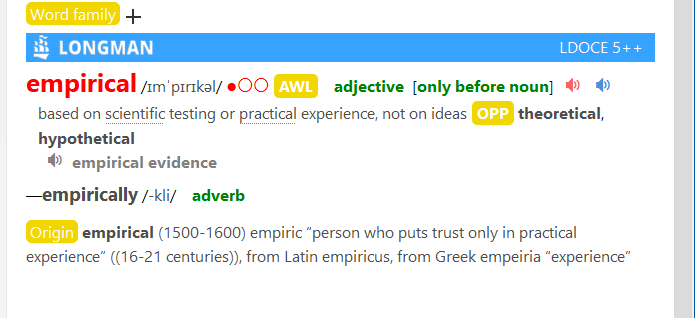 Word family +
LONGMAN LDOCE 5++
empirical /ɪmˈpɪrɪkəl/ ●○○ AWL adjective [only before noun]
based on scientific testing or practical experience, not on ideas OPP theoretical,
hypothetical
empirical evidence
—empirically /-kli/ adverb
Origin empirical (1500-1600) empiric “person who puts trust only in practical
experience” ((16-21 centuries)), from Latin empiricus, from Greek empeiria “experience”